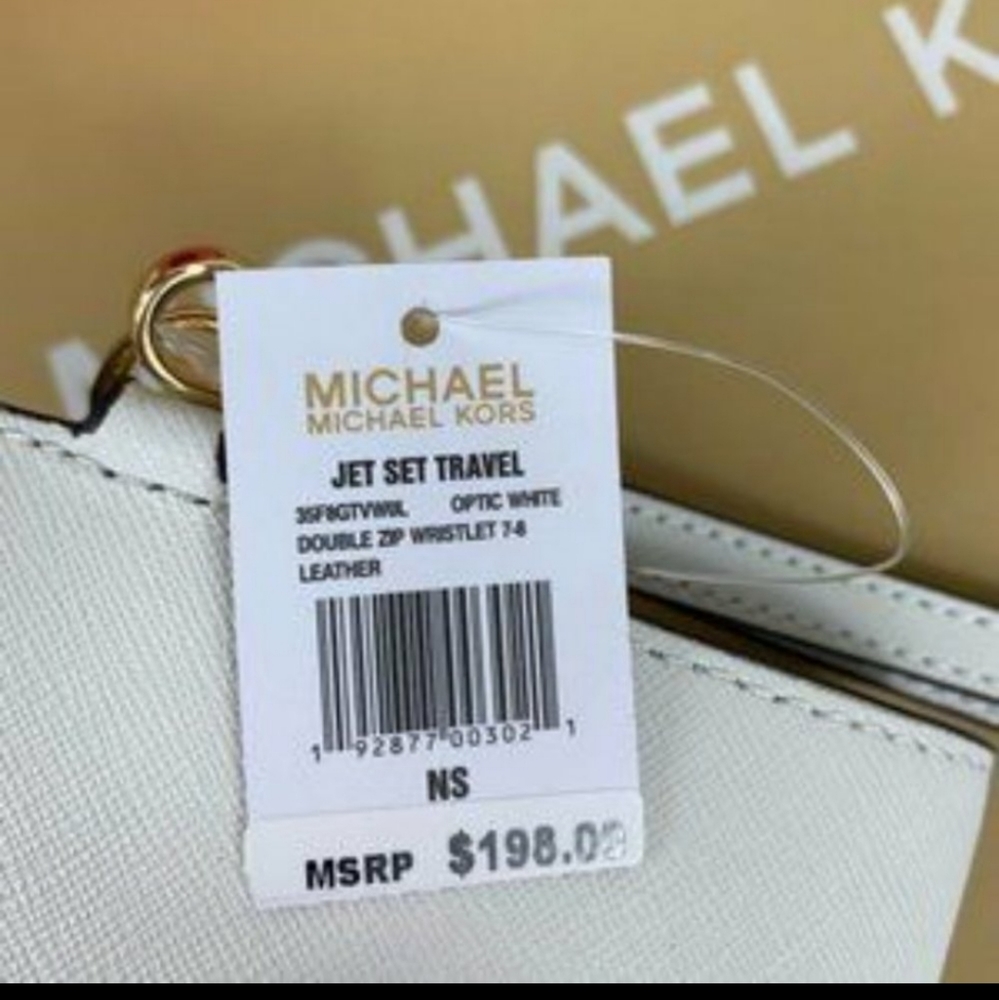 MICHAEL K
MICHAEL
MICHAEL KORS
JET SET TRAVEL
35F8GTVW0L OPTIC WHITE
DOUBLE ZIP WRISTLET 7-8
LEATHER
1 92877 00302 1
NS
MSRP $198.00